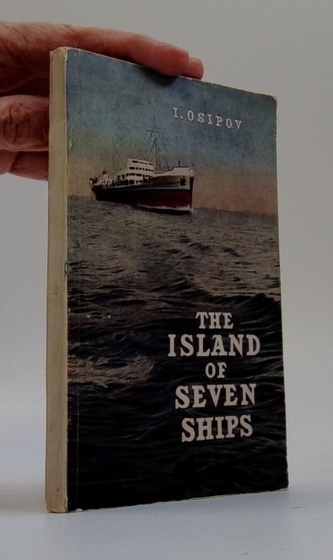 I. OSIPOV
THE
ISLAND
OF
SEVEN
SHIPS